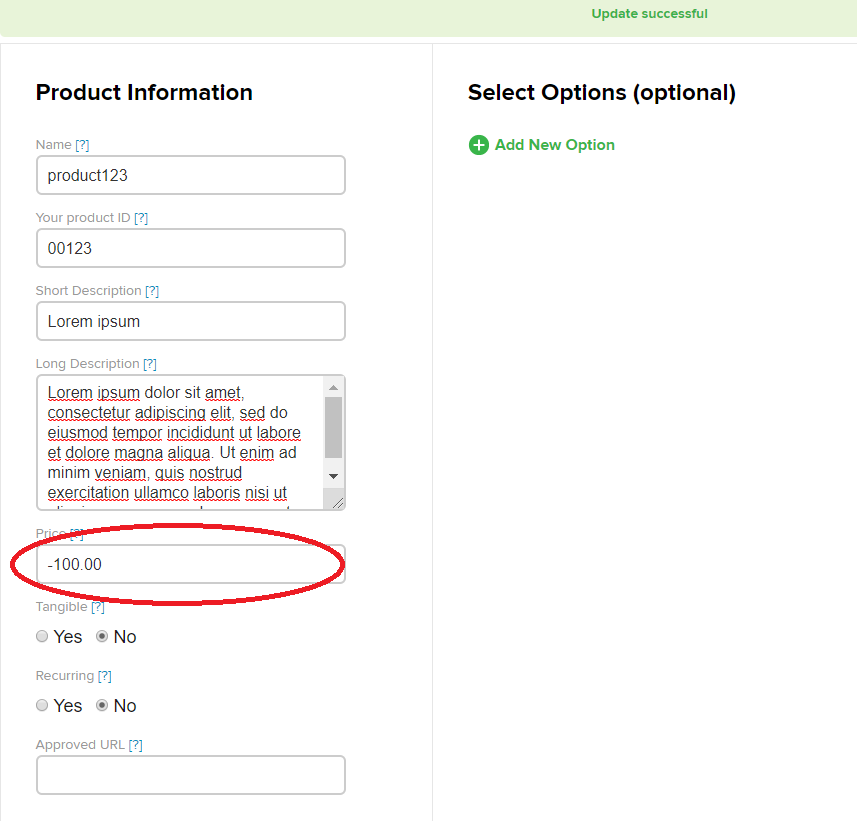 Update successful
Product Information
Name [?]
product123
Your product ID [?]
00123
Short Description [?]
Lorem ipsum
Long Description [?]
Lorem ipsum dolor sit amet,
consectetur adipiscing elit, sed do
eiusmod tempor incididunt ut labore
et dolore magna aliqua. Ut enim ad
minim veniam, quis nostrud
exercitation ullamco laboris nisi ut
Price [?]
-100.00
Tangible [?]
Yes No
Recurring [?]
Yes No
Approved URL [?]
Select Options (optional)
Add New Option